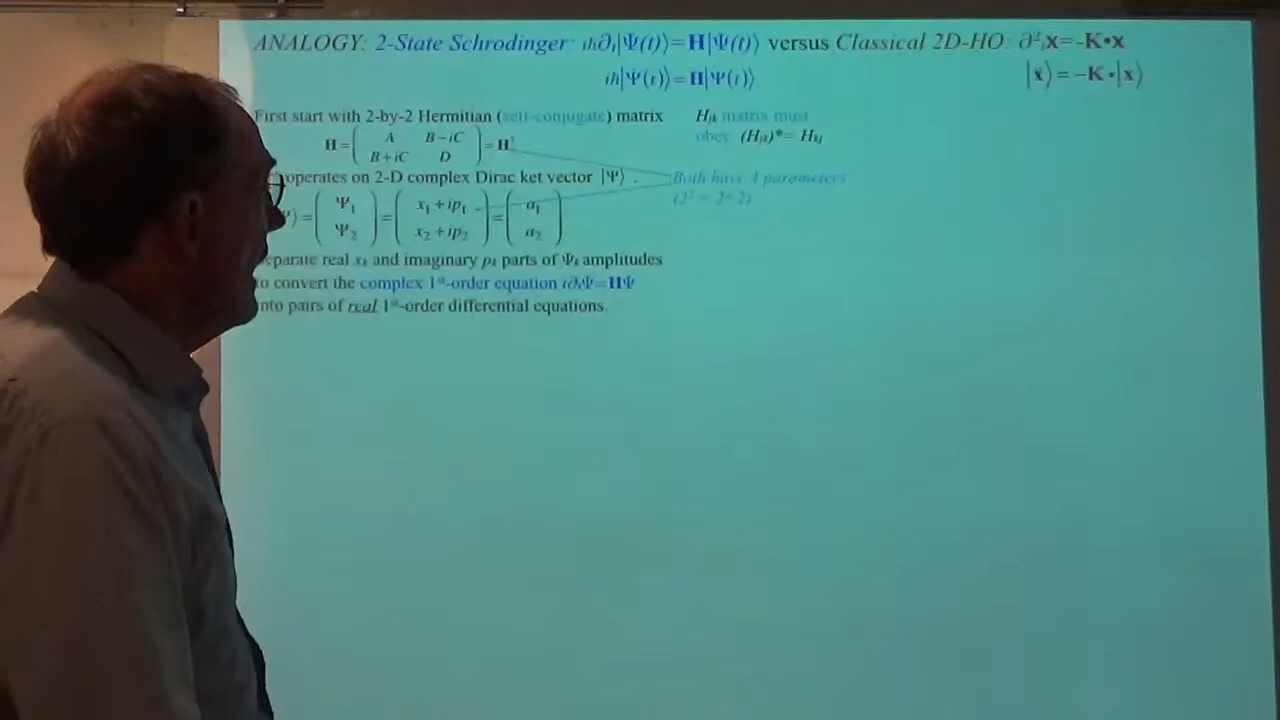 ANALOGY: 2-State Schrodinger: iħ∂ₜ|Ψ(t)⟩=H|Ψ(t)⟩ versus Classical 2D-HO: ∂²ₜx=-K•x
iħ|Ψ̇(t)⟩=H|Ψ(t)⟩ |ẍ⟩=-K•|x⟩
First start with 2-by-2 Hermitian (self-conjugate) matrix
Hⱼₖ matrix must
obey (Hⱼₖ)*= Hₖⱼ
H = ( A B-iC ) = H†
( B+iC D )
operates on 2-D complex Dirac ket vector |Ψ⟩ .
Both have 4 parameters
(2² = 2+2)
⟩ = ( Ψ₁ ) = ( x₁ + ip₁ ) = ( a₁ )
( Ψ₂ ) ( x₂ + ip₂ ) ( a₂ )
eparate real xₖ and imaginary pₖ parts of Ψₖ amplitudes
o convert the complex 1ˢᵗ-order equation i∂ₜΨ=HΨ
nto pairs of real 1ˢᵗ-order differential equations.